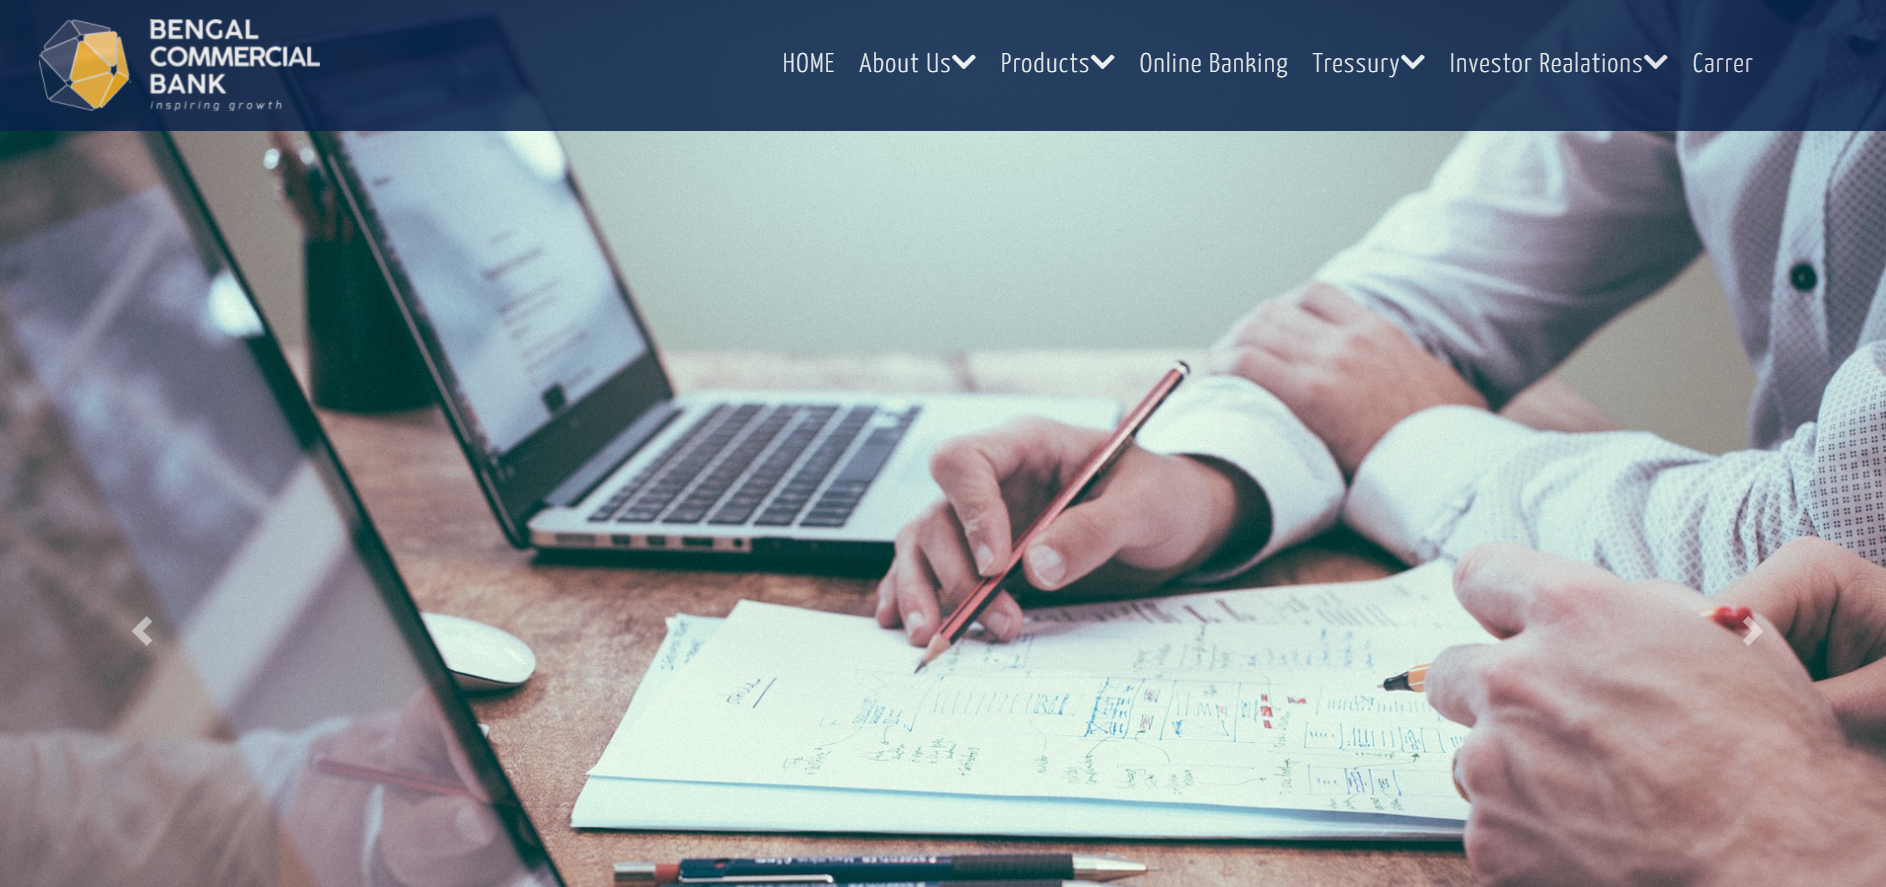 BENGAL
COMMERCIAL
BANK
inspiring growth
HOME About Us Products Online Banking Tressury Investor Realations Carrer